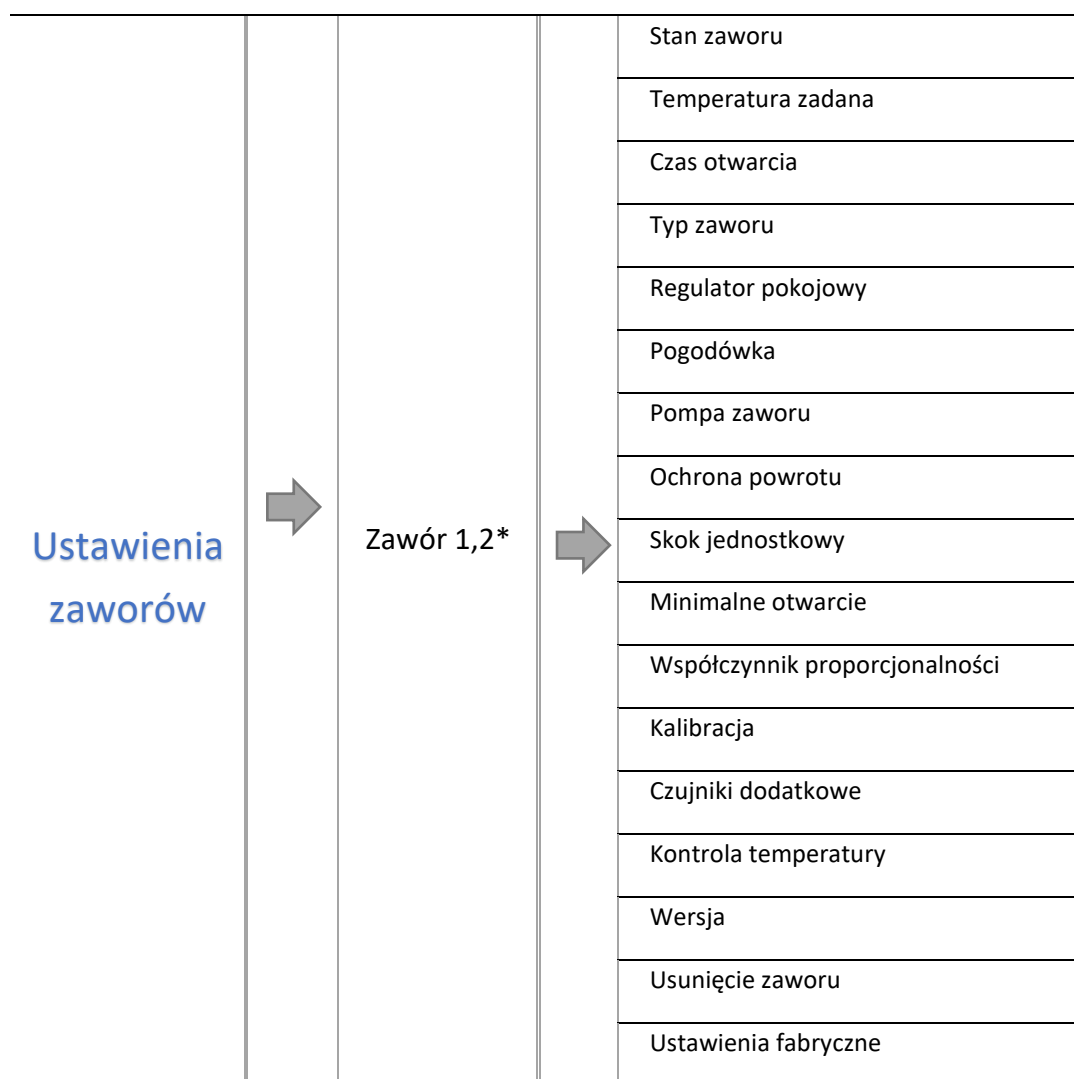 Ustawienia
zaworów
Zawór 1,2*
Stan zaworu
Temperatura zadana
Czas otwarcia
Typ zaworu
Regulator pokojowy
Pogodówka
Pompa zaworu
Ochrona powrotu
Skok jednostkowy
Minimalne otwarcie
Współczynnik proporcjonalności
Kalibracja
Czujniki dodatkowe
Kontrola temperatury
Wersja
Usunięcie zaworu
Ustawienia fabryczne